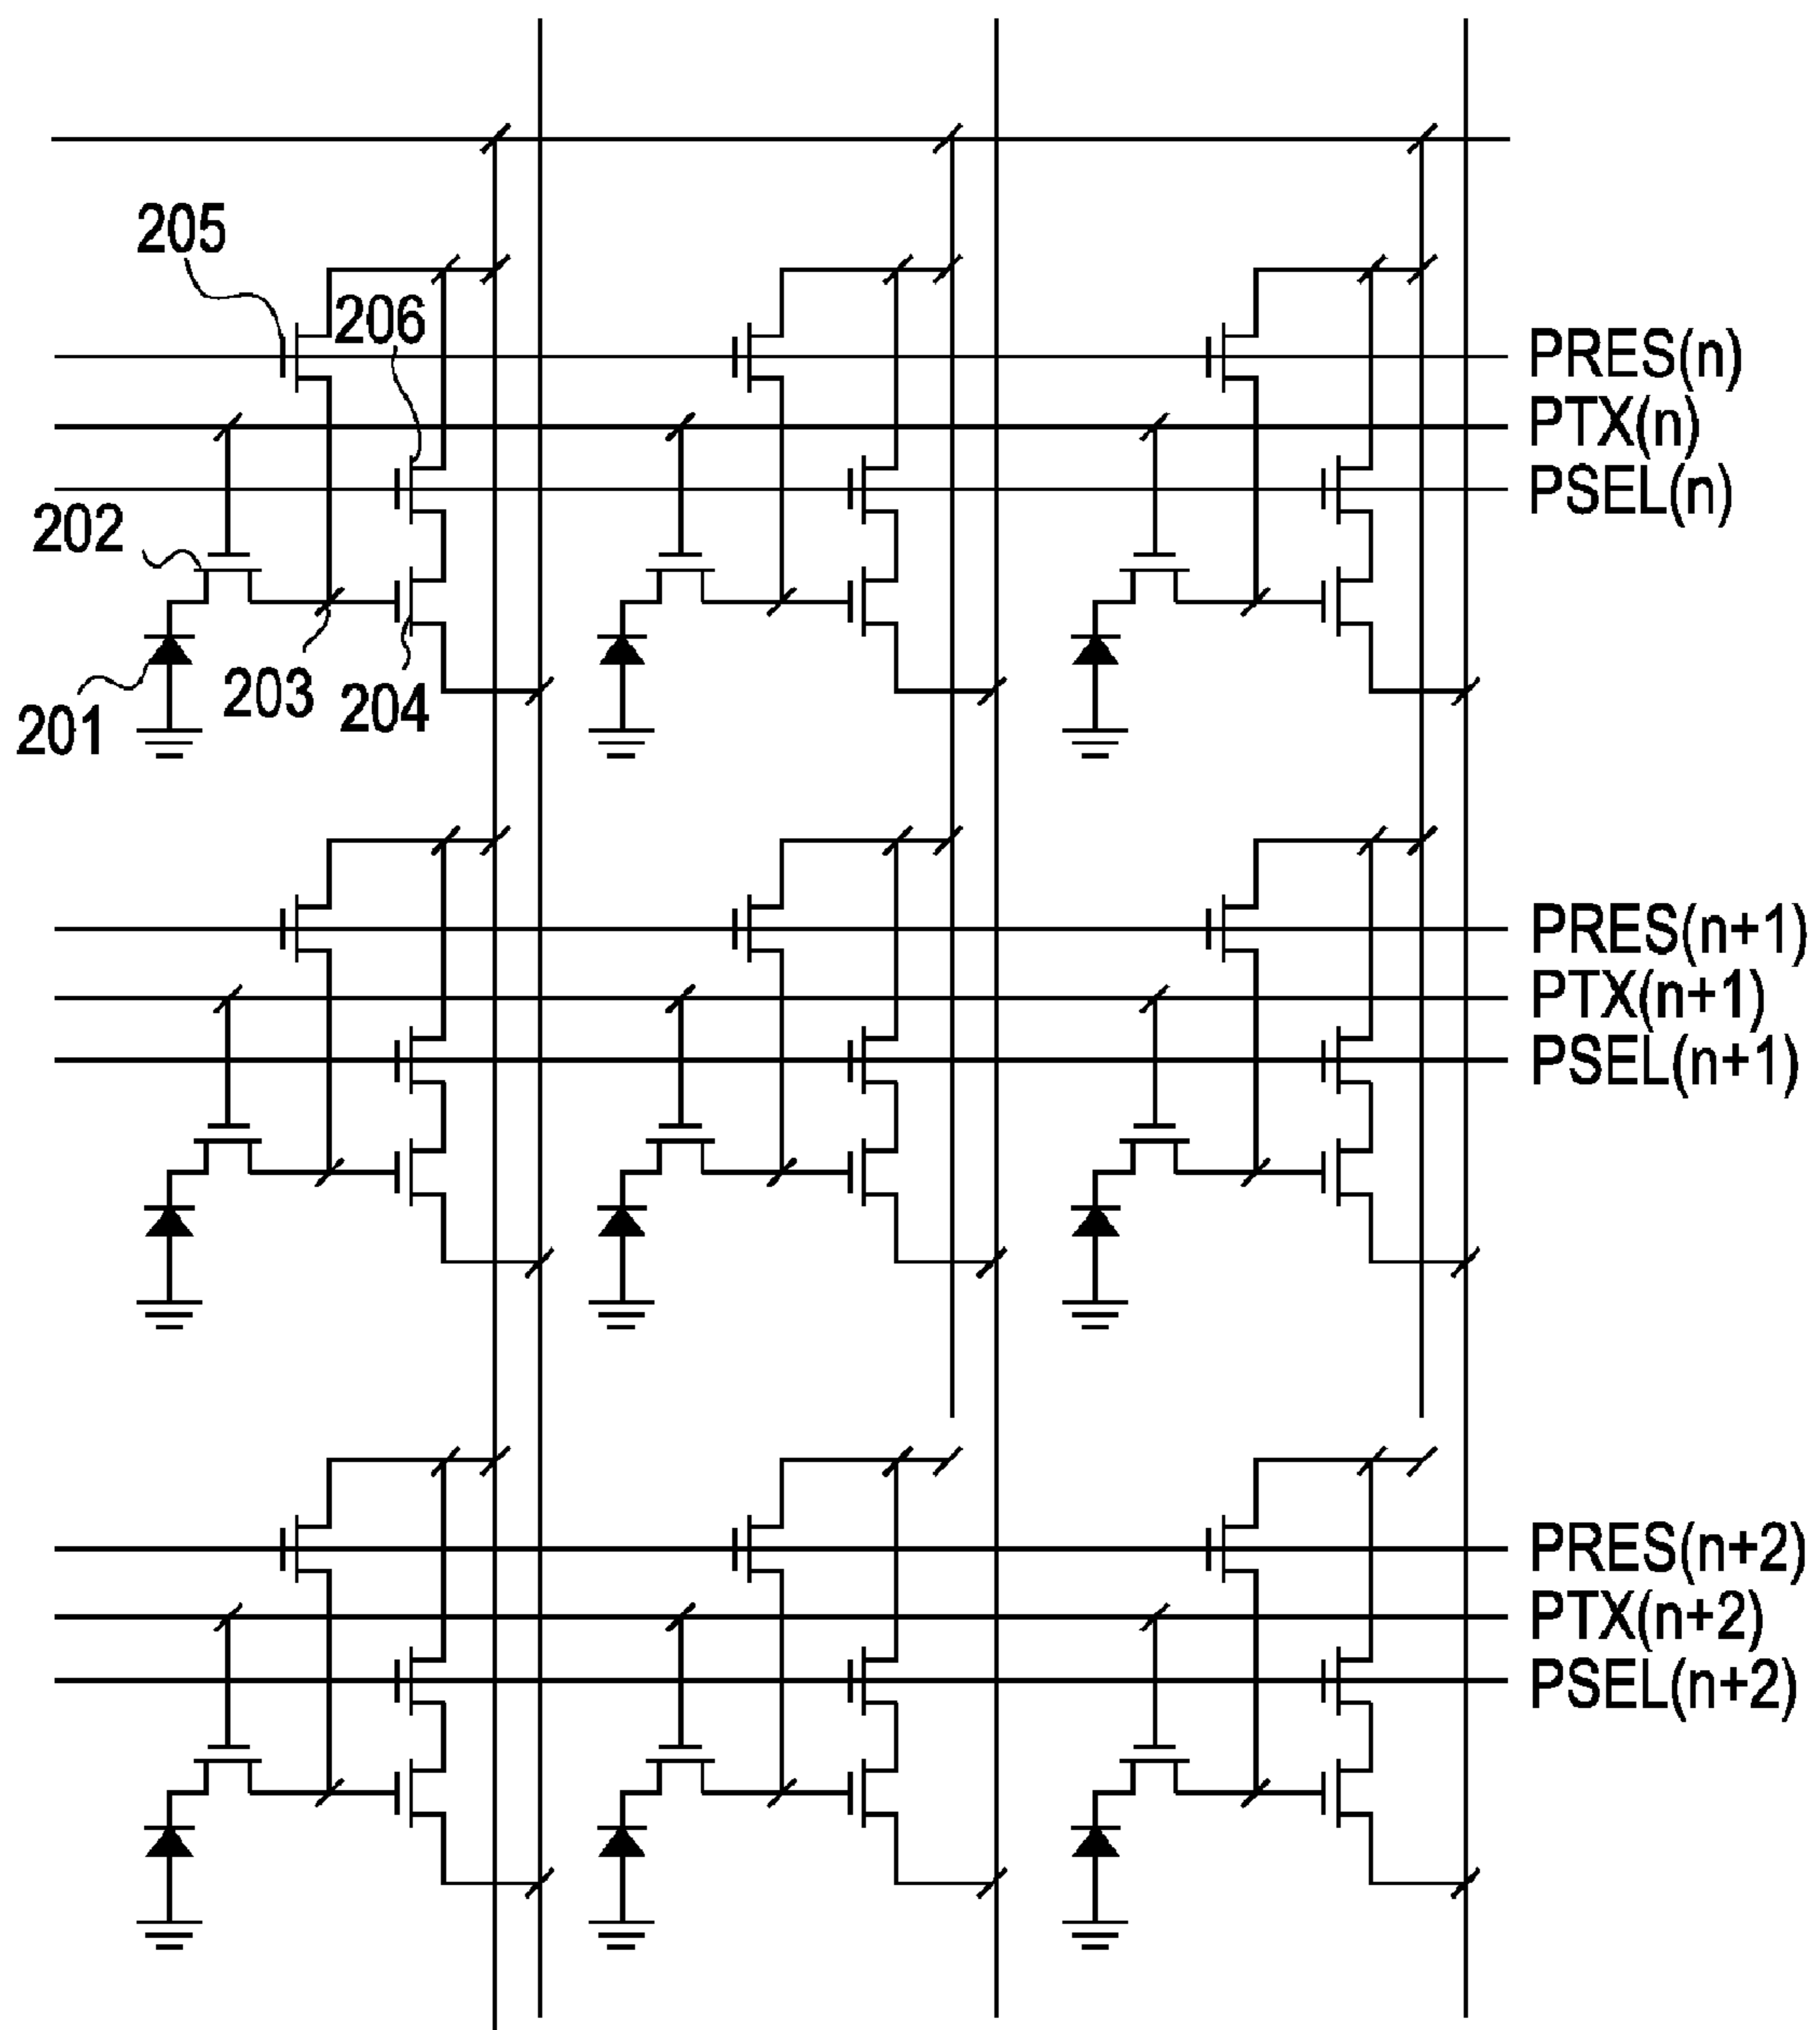 205
206
PRES(n)
PTX(n)
PSEL(n)
202
203
204
201
PRES(n+1)
PTX(n+1)
PSEL(n+1)
PRES(n+2)
PTX(n+2)
PSEL(n+2)